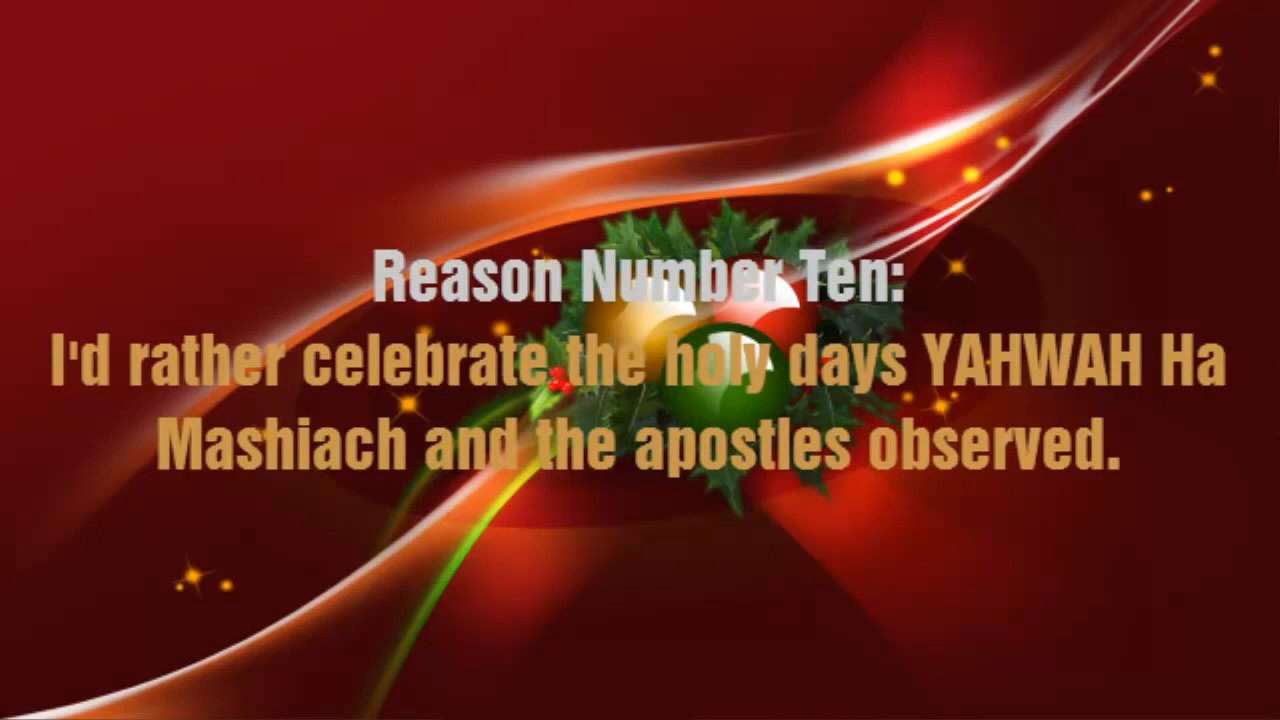 Reason Number Ten:
I'd rather celebrate the holy days YAHWAH Ha
Mashiach and the apostles observed.